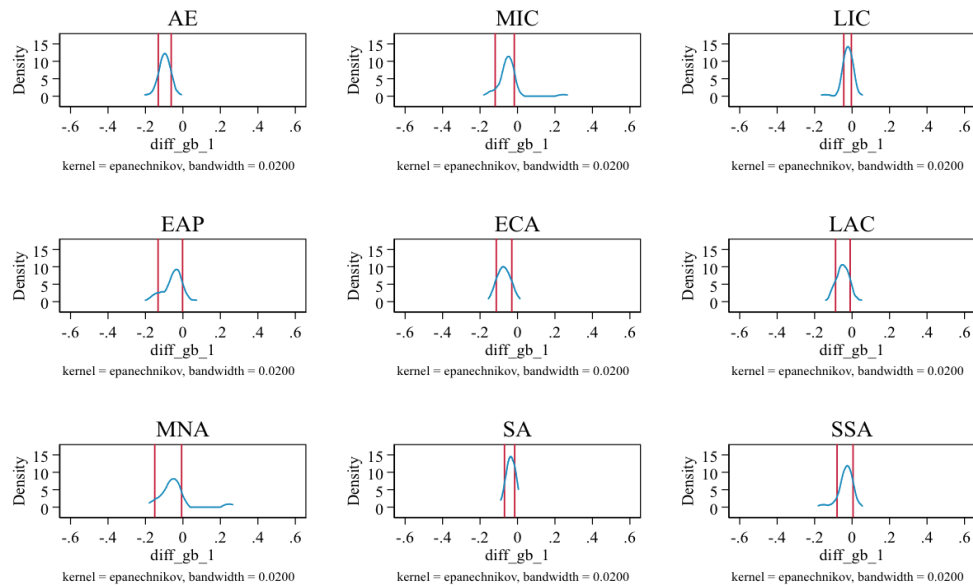 AE
MIC
LIC
15
10
5
0
Density
-.6 -.4 -.2 0 .2 .4 .6
diff_gb_1
kernel = epanechnikov, bandwidth = 0.0200
15
10
5
0
Density
-.6 -.4 -.2 0 .2 .4 .6
diff_gb_1
kernel = epanechnikov, bandwidth = 0.0200
15
10
5
0
Density
-.6 -.4 -.2 0 .2 .4 .6
diff_gb_1
kernel = epanechnikov, bandwidth = 0.0200
EAP
ECA
LAC
15
10
5
0
Density
-.6 -.4 -.2 0 .2 .4 .6
diff_gb_1
kernel = epanechnikov, bandwidth = 0.0200
15
10
5
0
Density
-.6 -.4 -.2 0 .2 .4 .6
diff_gb_1
kernel = epanechnikov, bandwidth = 0.0200
15
10
5
0
Density
-.6 -.4 -.2 0 .2 .4 .6
diff_gb_1
kernel = epanechnikov, bandwidth = 0.0200
MNA
SA
SSA
15
10
5
0
Density
-.6 -.4 -.2 0 .2 .4 .6
diff_gb_1
kernel = epanechnikov, bandwidth = 0.0200
15
10
5
0
Density
-.6 -.4 -.2 0 .2 .4 .6
diff_gb_1
kernel = epanechnikov, bandwidth = 0.0200
15
10
5
0
Density
-.6 -.4 -.2 0 .2 .4 .6
diff_gb_1
kernel = epanechnikov, bandwidth = 0.0200